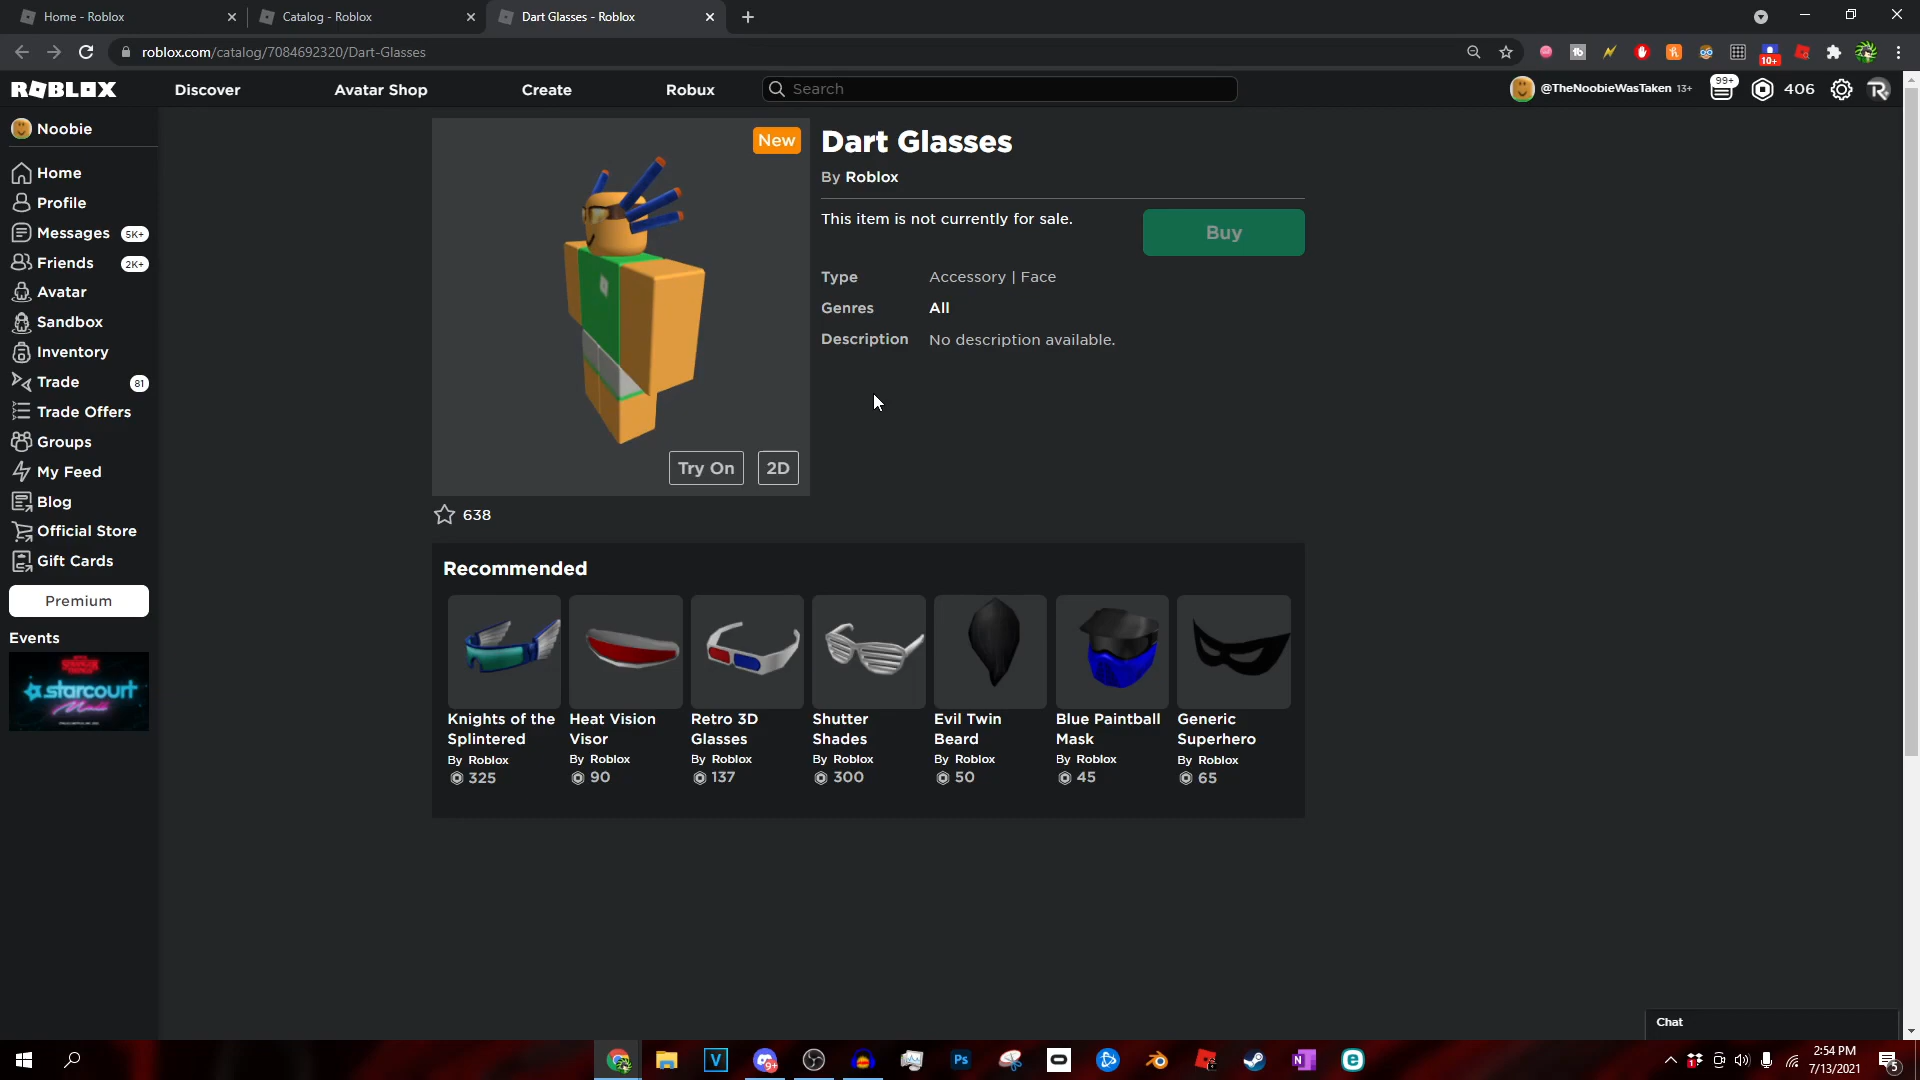 Home - Roblox
Catalog - Roblox
Dart Glasses - Roblox
roblox.com/catalog/7084692320/Dart-Glasses
10+
ROBLOX
Discover
Avatar Shop
Create
Robux
Search
@TheNoobieWasTaken 13+
99+
406
Noobie
Home
Profile
Messages 5K+
Friends 2K+
Avatar
Sandbox
Inventory
Trade 81
Trade Offers
Groups
My Feed
Blog
Official Store
Gift Cards
Premium
Events
starcourt
New
Try On
2D
638
Dart Glasses
By Roblox
This item is not currently for sale.
Buy
Type Accessory | Face
Genres All
Description No description available.
Recommended
Knights of the
Splintered
By Roblox
325
Heat Vision
Visor
By Roblox
90
Retro 3D
Glasses
By Roblox
137
Shutter
Shades
By Roblox
300
Evil Twin
Beard
By Roblox
50
Blue Paintball
Mask
By Roblox
45
Generic
Superhero
By Roblox
65
Chat
V
9+
Ps
N
2:54 PM
7/13/2021
5